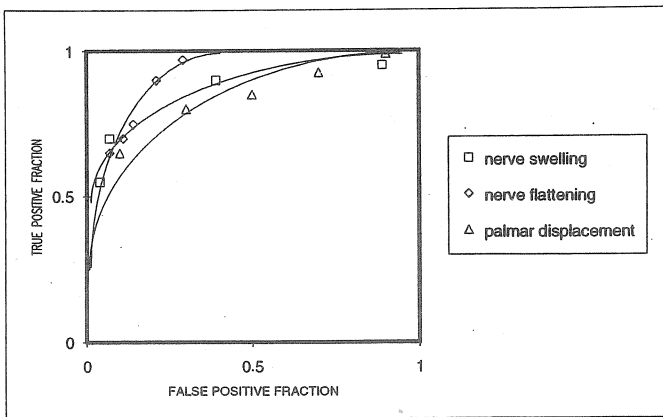 1
TRUE POSITIVE FRACTION
0.5
0
0
0.5
1
FALSE POSITIVE FRACTION
nerve swelling
nerve flattening
palmar displacement